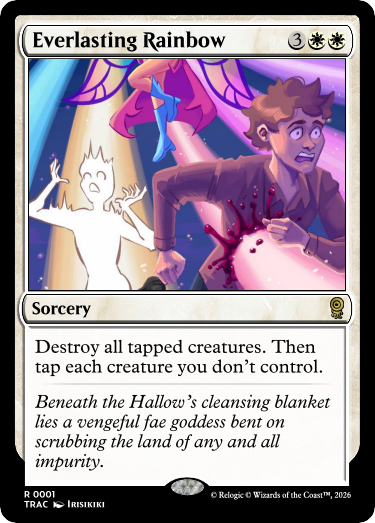 Everlasting Rainbow 3
Sorcery
Destroy all tapped creatures. Then
tap each creature you don't control.
Beneath the Hallow's cleansing blanket
lies a vengeful fae goddess bent on
scrubbing the land of any and all
impurity.
R 0001
TRAC Irisikiki
© Relogic © Wizards of the Coast™, 2026